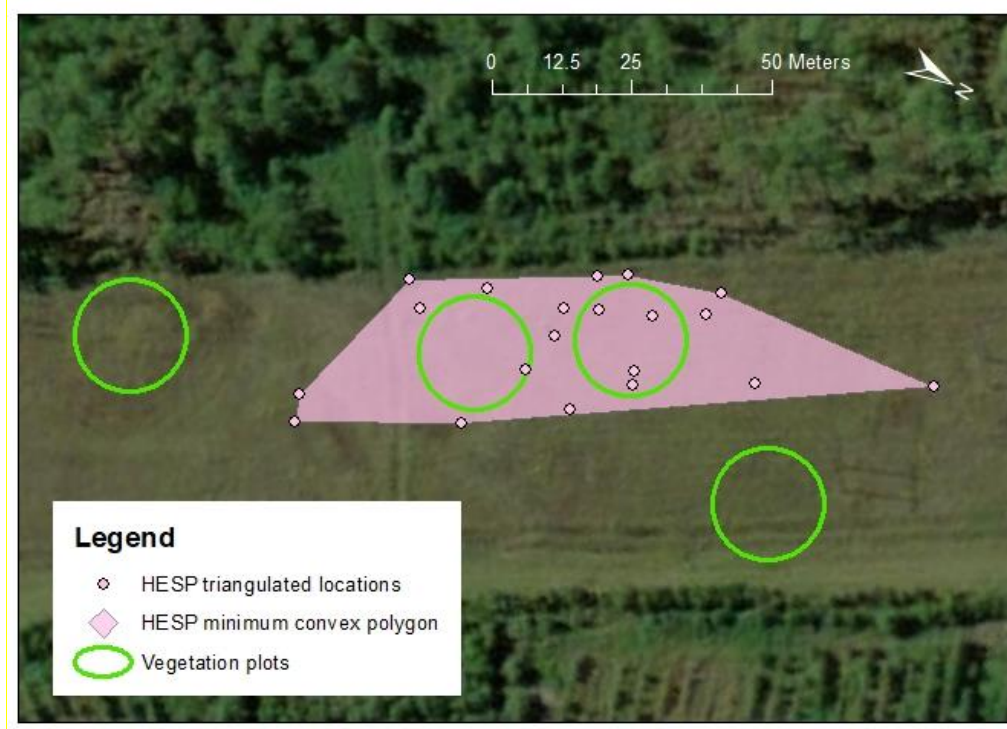 0 12.5 25 50 Meters
N
Legend
HESP triangulated locations
HESP minimum convex polygon
Vegetation plots